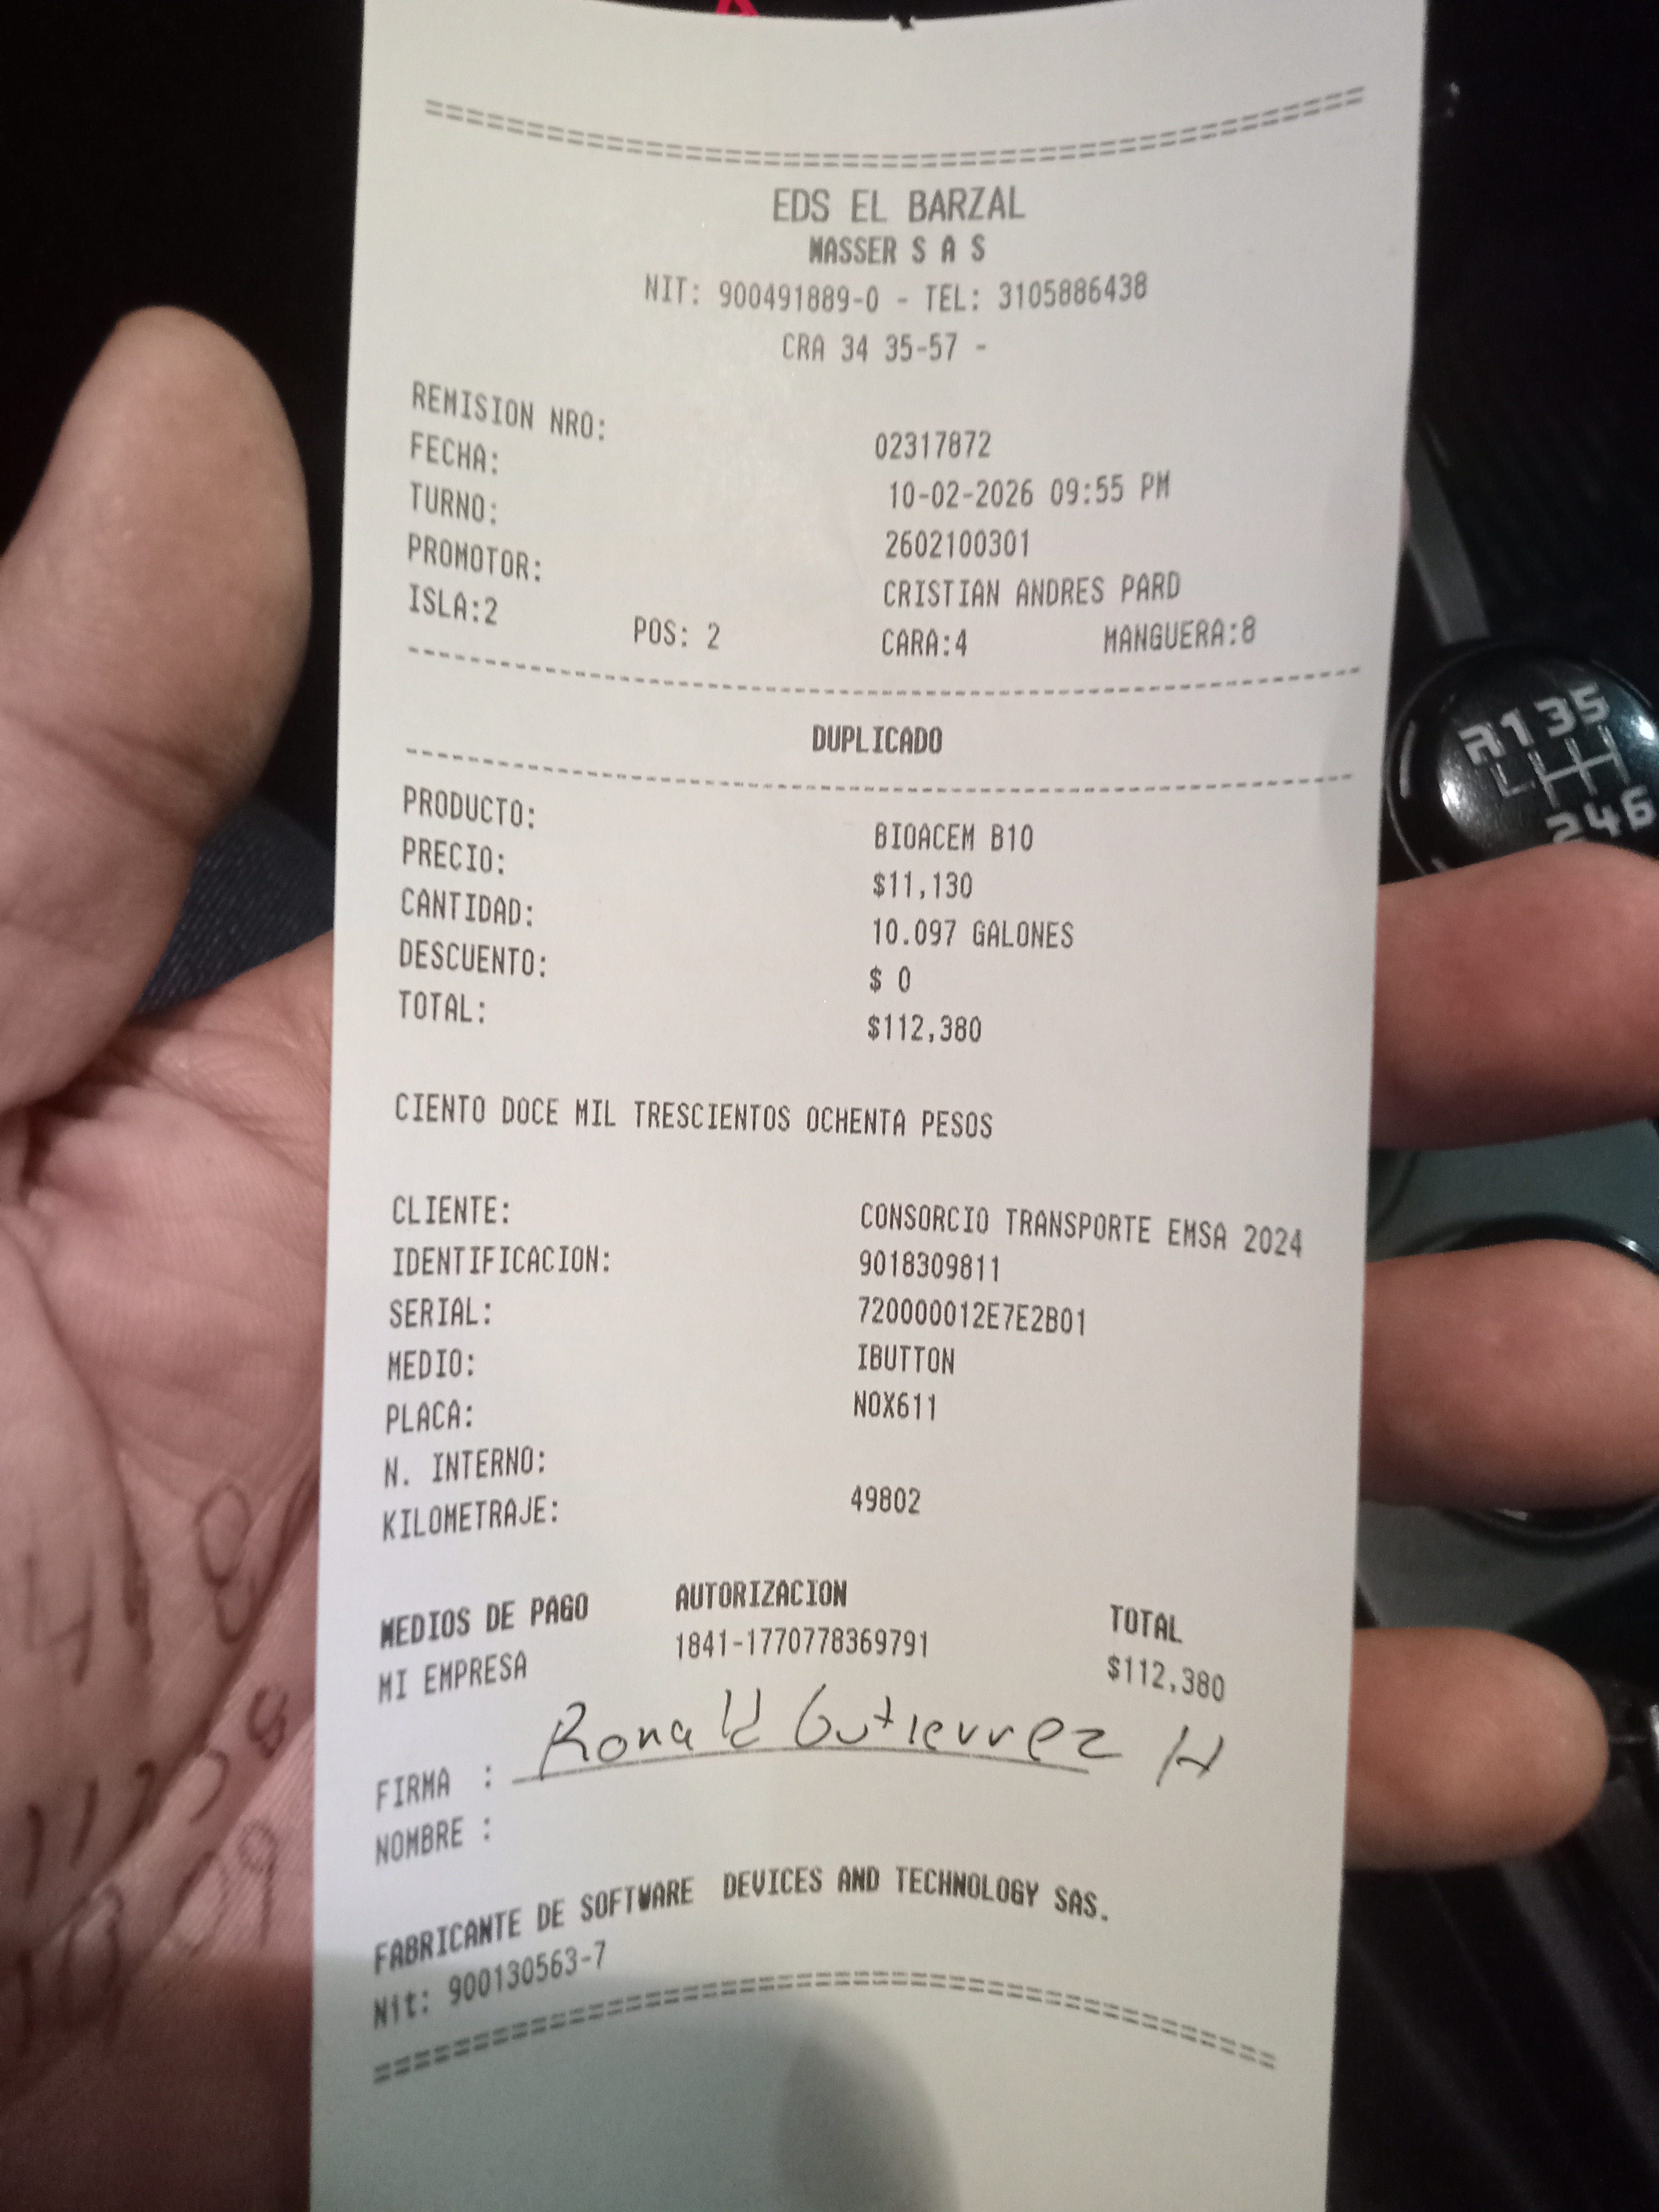 EDS EL BARZAL
MASSER S A S
NIT: 900491889-0 - TEL: 3105886438
CRA 34 35-57 -
REMISION NRO: 02317872
FECHA: 10-02-2026 09:55 PM
TURNO: 2602100301
PROMOTOR: CRISTIAN ANDRES PARD
ISLA:2 POS: 2 CARA:4 MANGUERA:8
DUPLICADO
PRODUCTO: BIOACEM B10
PRECIO: $11,130
CANTIDAD: 10.097 GALONES
DESCUENTO: $ 0
TOTAL: $112,380
CIENTO DOCE MIL TRESCIENTOS OCHENTA PESOS
CLIENTE: CONSORCIO TRANSPORTE EMSA 2024
IDENTIFICACION: 9018309811
SERIAL: 720000012E7E2B01
MEDIO: IBUTTON
PLACA: NOX611
N. INTERNO:
KILOMETRAJE: 49802
MEDIOS DE PAGO AUTORIZACION TOTAL
MI EMPRESA 1841-1770778369791 $112,380
FIRMA : Ronald Gutierrez H
NOMBRE :
FABRICANTE DE SOFTWARE DEVICES AND TECHNOLOGY SAS.
Nit: 900130563-7
R135
246